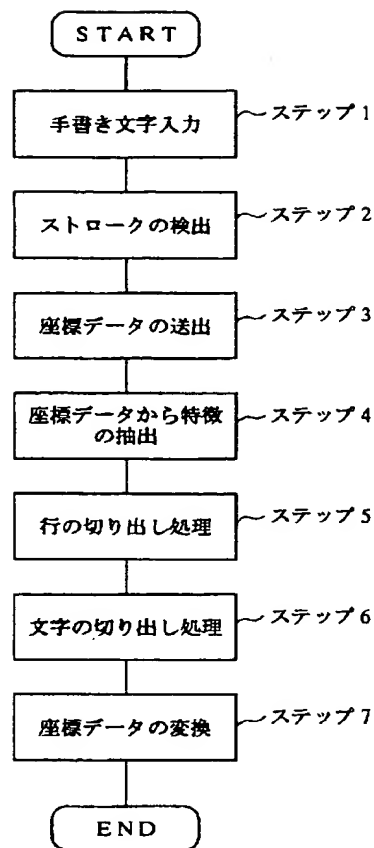 START
手書き文字入力
ステップ1
ストロークの検出
ステップ2
座標データの送出
ステップ3
座標データから特徴
の抽出
ステップ4
行の切り出し処理
ステップ5
文字の切り出し処理
ステップ6
座標データの変換
ステップ7
END